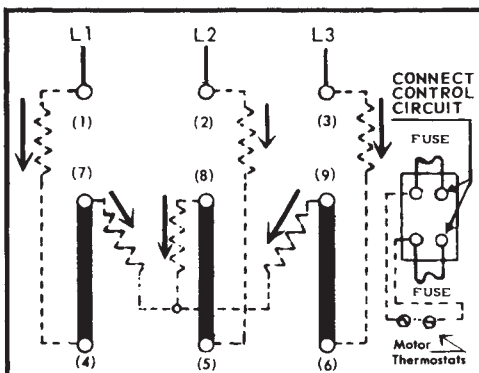 L1 L2 L3
CONNECT
CONTROL
CIRCUIT
(1) (2) (3)
FUSE
(7) (8) (9)
FUSE
(4) (5) (6)
Motor
Thermostats